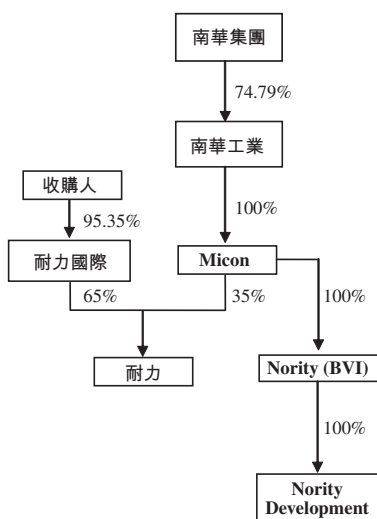 南華集團
74.79%
南華工業
收購人
100%
95.35%
耐力國際
Micon
65%
35%
100%
耐力
Nority (BVI)
100%
Nority
Development